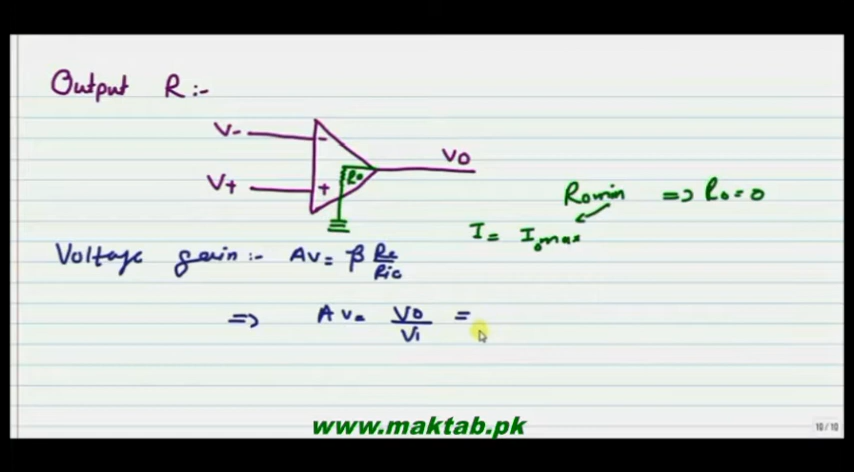 Output R :-
V-
-
V+
+
Ro
Vo
Romin => Ro = 0
I = Iomax
Voltage gain :- Av = β Rc/Ric
=> Av = Vo/Vi =
www.maktab.pk
10 / 10